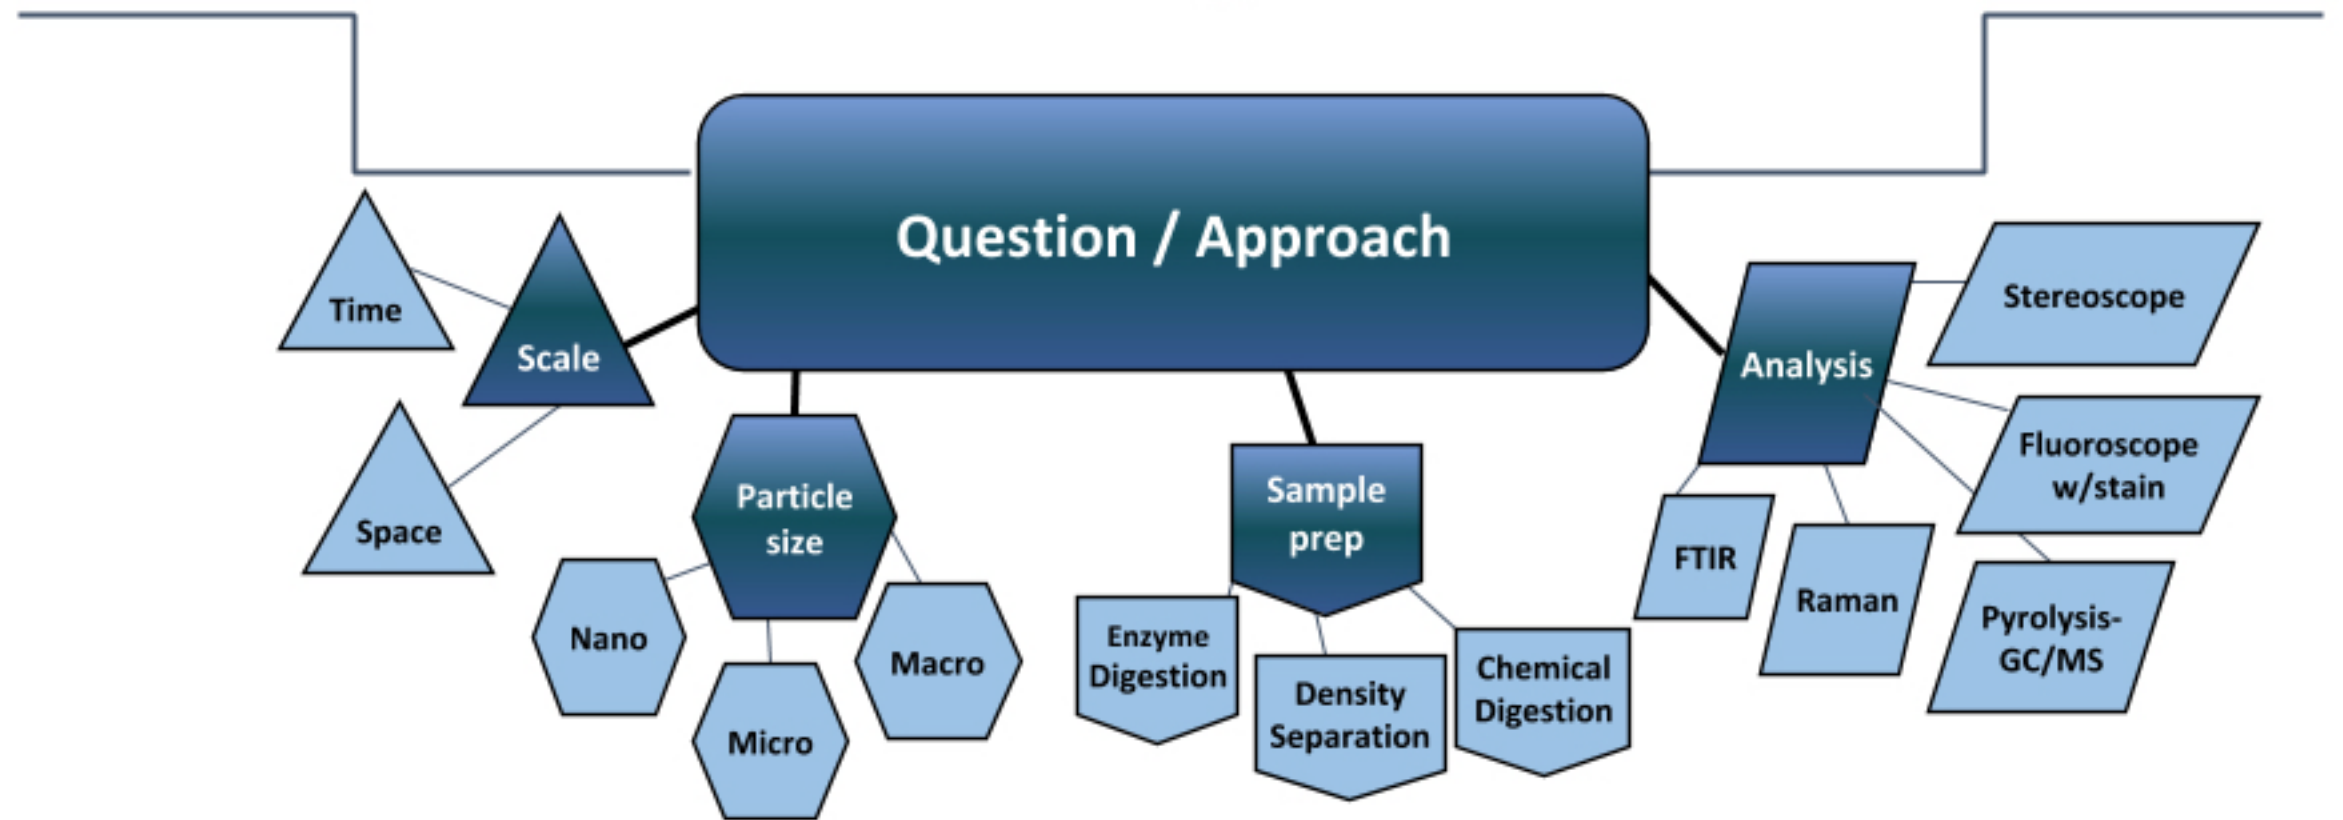 Question / Approach
Time
Scale
Space
Particle
size
Nano
Micro
Macro
Sample
prep
Enzyme
Digestion
Density
Separation
Chemical
Digestion
Analysis
Stereoscope
Fluoroscope
w/stain
FTIR
Raman
Pyrolysis-
GC/MS